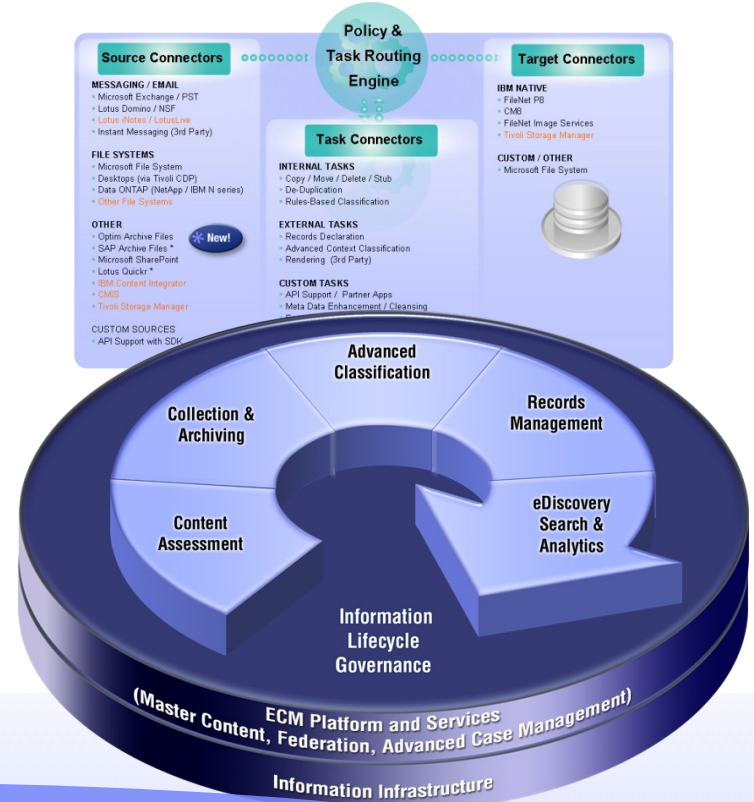 Policy &
Task Routing
Engine
Source Connectors
MESSAGING / EMAIL
Microsoft Exchange / PST
Lotus Domino / NSF
Lotus iNotes / LotusLive
Instant Messaging (3rd Party)
FILE SYSTEMS
Microsoft File System
Desktops (via Tivoli CDP)
Data ONTAP (NetApp / IBM N series)
Other File Systems
OTHER
Optim Archive Files
SAP Archive Files *
Microsoft SharePoint
Lotus Quickr *
IBM Content Integrator
CMIS
Tivoli Storage Manager
CUSTOM SOURCES
API Support with SDK
New!
Task Connectors
INTERNAL TASKS
Copy / Move / Delete / Stub
De-Duplication
Rules-Based Classification
EXTERNAL TASKS
Records Declaration
Advanced Context Classification
Rendering (3rd Party)
CUSTOM TASKS
API Support / Partner Apps
Meta Data Enhancement / Cleansing
Target Connectors
IBM NATIVE
FileNet P8
CM8
FileNet Image Services
Tivoli Storage Manager
CUSTOM / OTHER
Microsoft File System
Advanced
Classification
Collection &
Archiving
Records
Management
Content
Assessment
eDiscovery
Search &
Analytics
Information
Lifecycle
Governance
ECM Platform and Services
(Master Content, Federation, Advanced Case Management)
Information Infrastructure